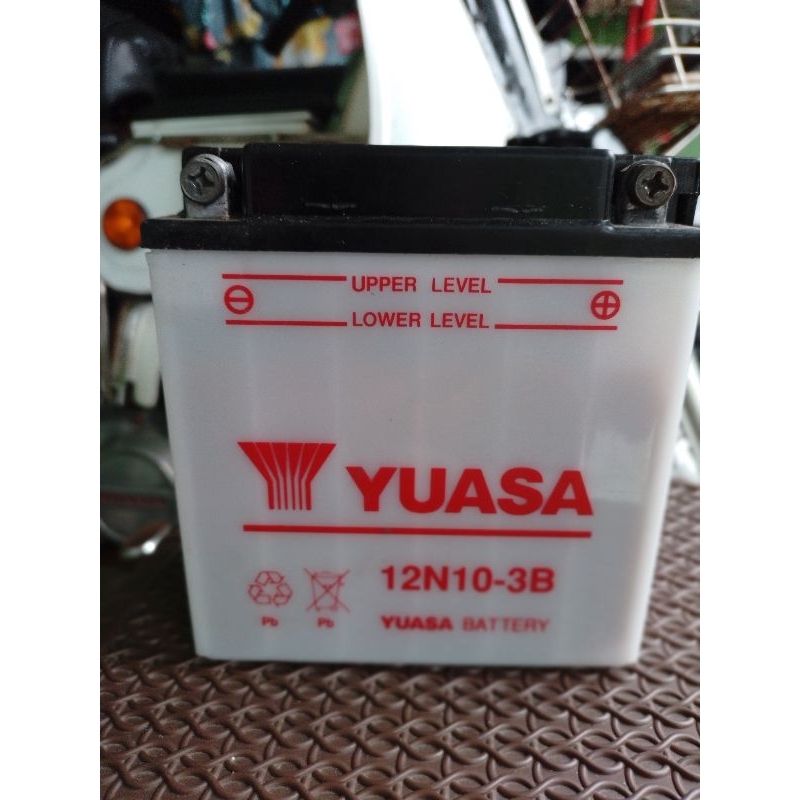 UPPER LEVEL
LOWER LEVEL
YUASA
12N10-3B
Pb Pb
YUASA BATTERY